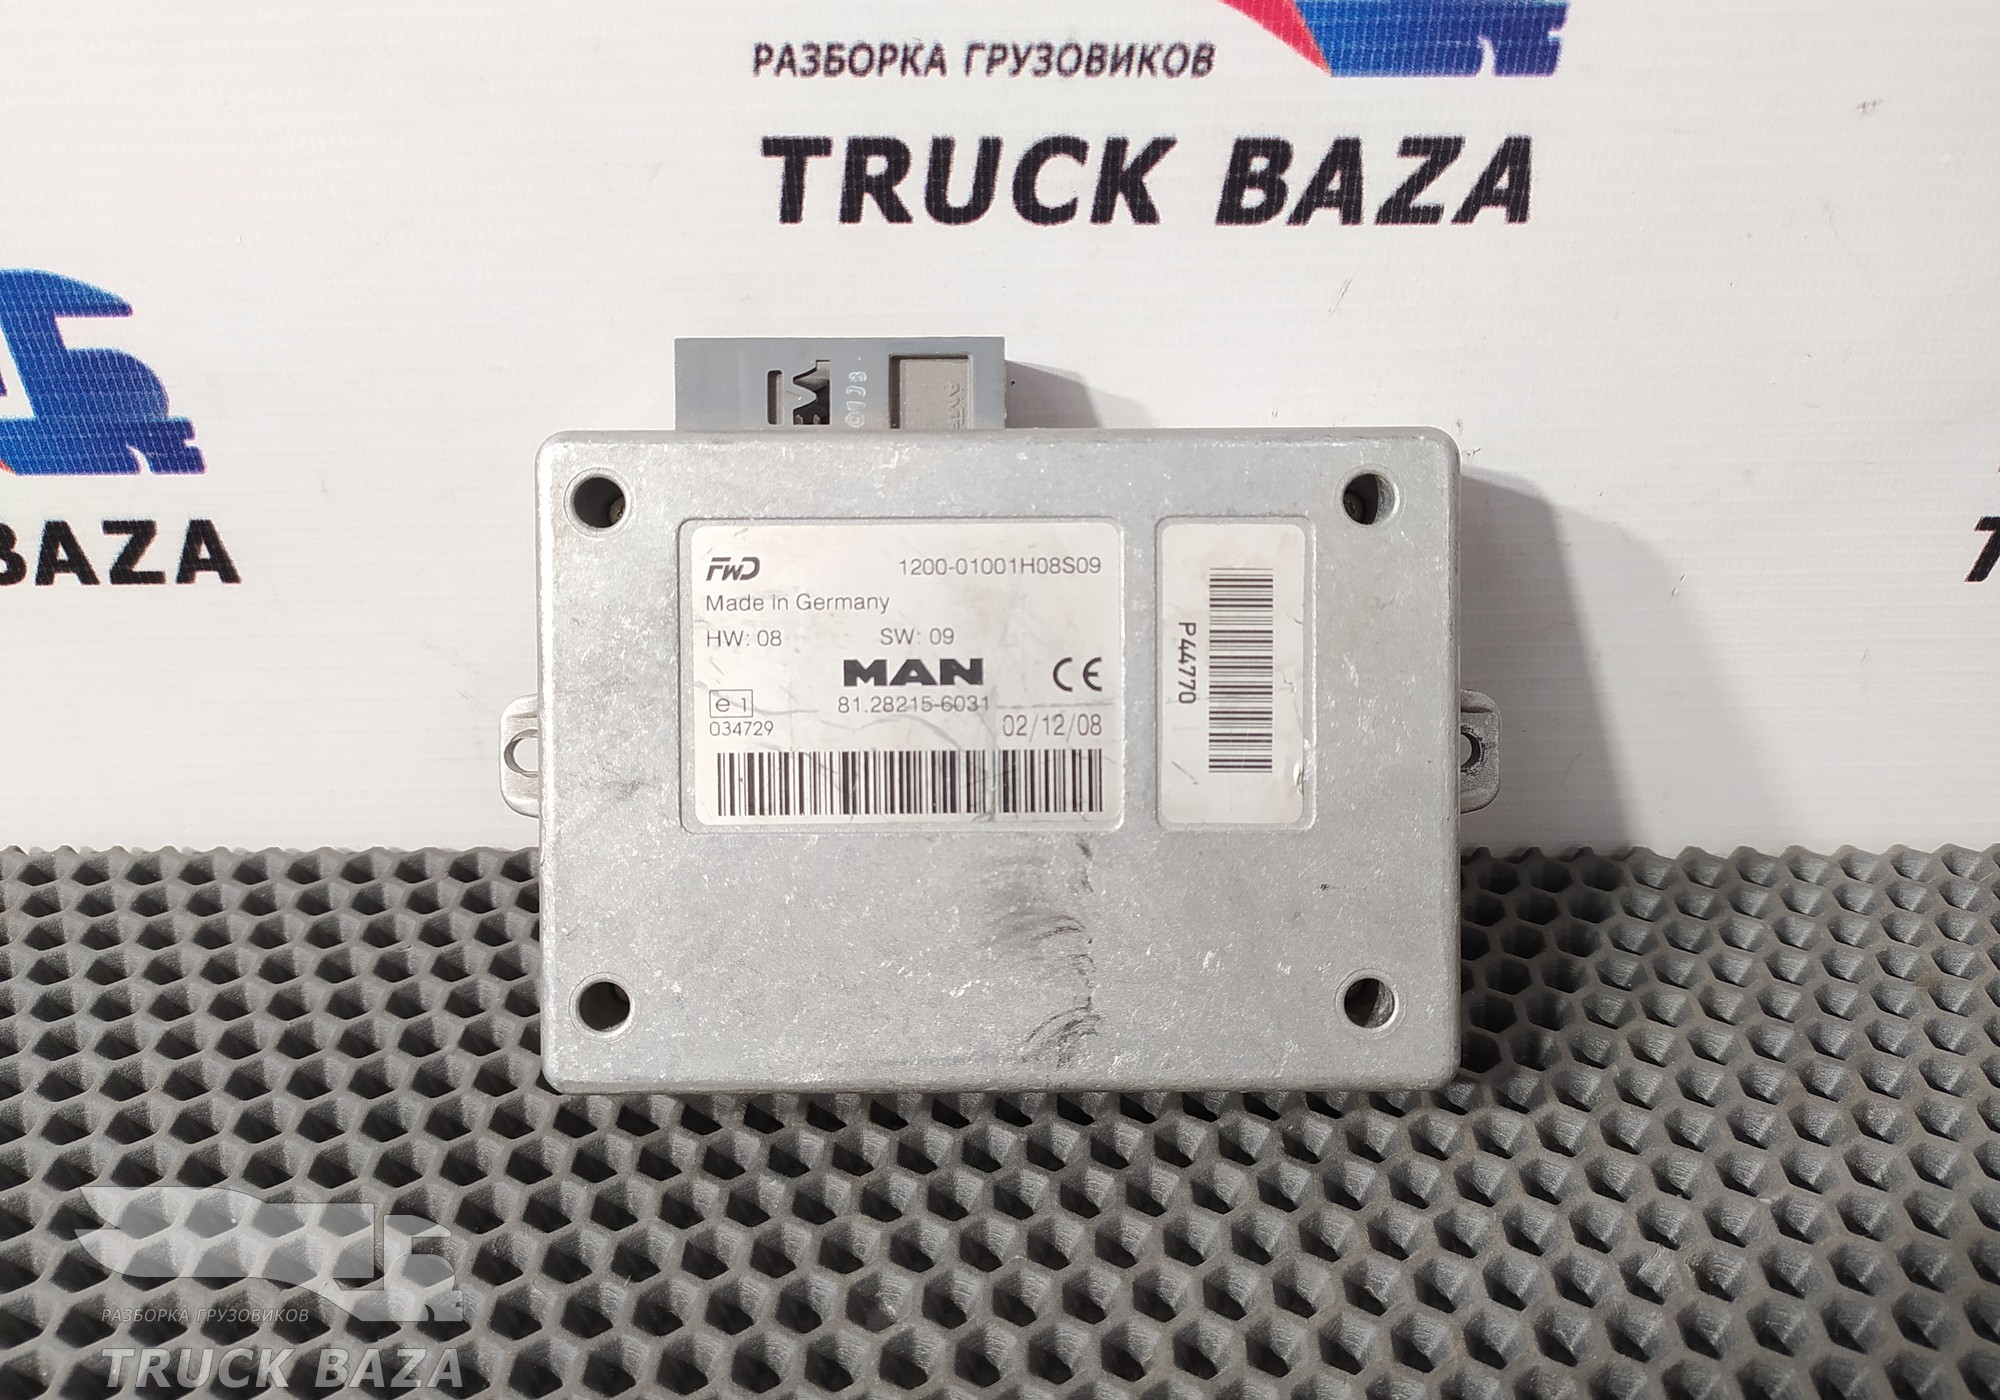 РАЗБОРКА ГРУЗОВИКОВ
TRUCK BAZA
BAZA
FWD
1200-01001H08S09
Made in Germany
HW: 08
SW: 09
MAN
CE
e 1
81.28215-6031
034729
02/12/08
P44770
РАЗБОРКА ГРУЗОВИКОВ
TRUCK BAZA